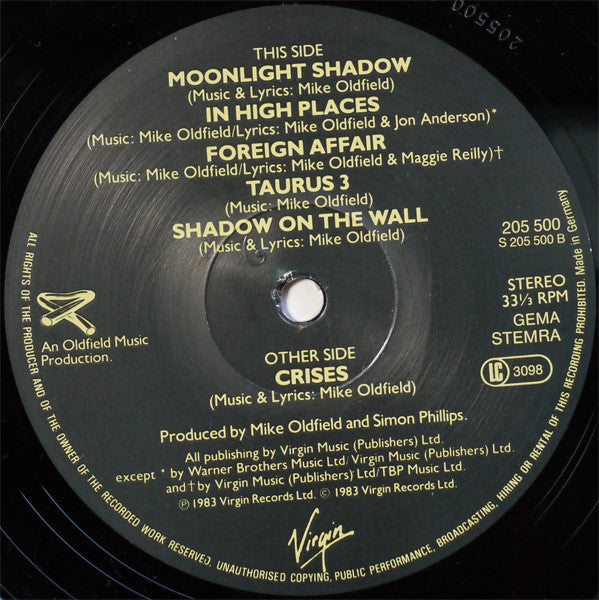 205500
THIS SIDE
MOONLIGHT SHADOW
(Music & Lyrics: Mike Oldfield)
IN HIGH PLACES
(Music: Mike Oldfield/Lyrics: Mike Oldfield & Jon Anderson)*
FOREIGN AFFAIR
(Music: Mike Oldfield/Lyrics: Mike Oldfield & Maggie Reilly)†
TAURUS 3
(Music: Mike Oldfield)
SHADOW ON THE WALL
(Music & Lyrics: Mike Oldfield)
205 500
S 205 500 B
STEREO
33⅓ RPM
GEMA
STEMRA
LC 3098
An Oldfield Music
Production.
OTHER SIDE
CRISES
(Music & Lyrics: Mike Oldfield)
Produced by Mike Oldfield and Simon Phillips.
All publishing by Virgin Music (Publishers) Ltd.
except * by Warner Brothers Music Ltd/Virgin Music (Publishers) Ltd.
and † by Virgin Music (Publishers) Ltd/TBP Music Ltd.
℗ 1983 Virgin Records Ltd. © 1983 Virgin Records Ltd.
Virgin
ALL RIGHTS OF THE PRODUCER AND OF THE OWNER OF THE RECORDED WORK RESERVED. UNAUTHORISED COPYING, PUBLIC PERFORMANCE, BROADCASTING, HIRING OR RENTAL OF THIS RECORDING PROHIBITED. Made in Germany